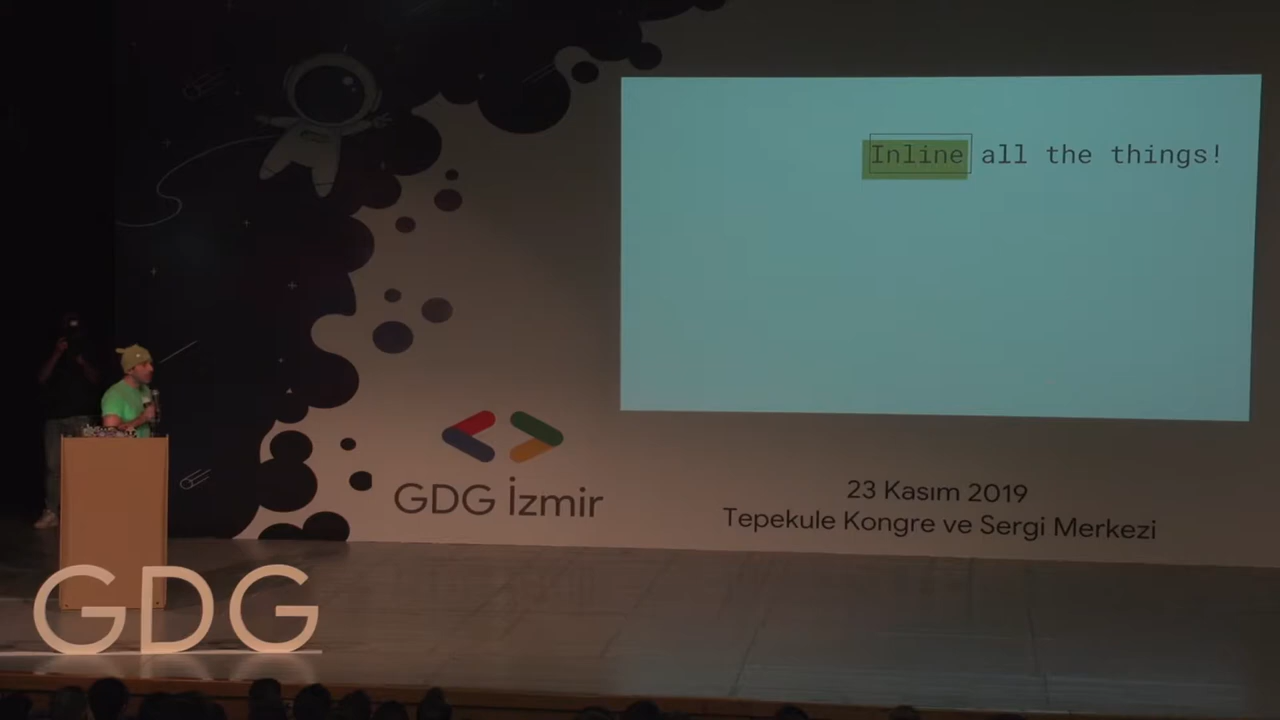 Inline all the things!
GDG İzmir
23 Kasım 2019
Tepekule Kongre ve Sergi Merkezi
GDG